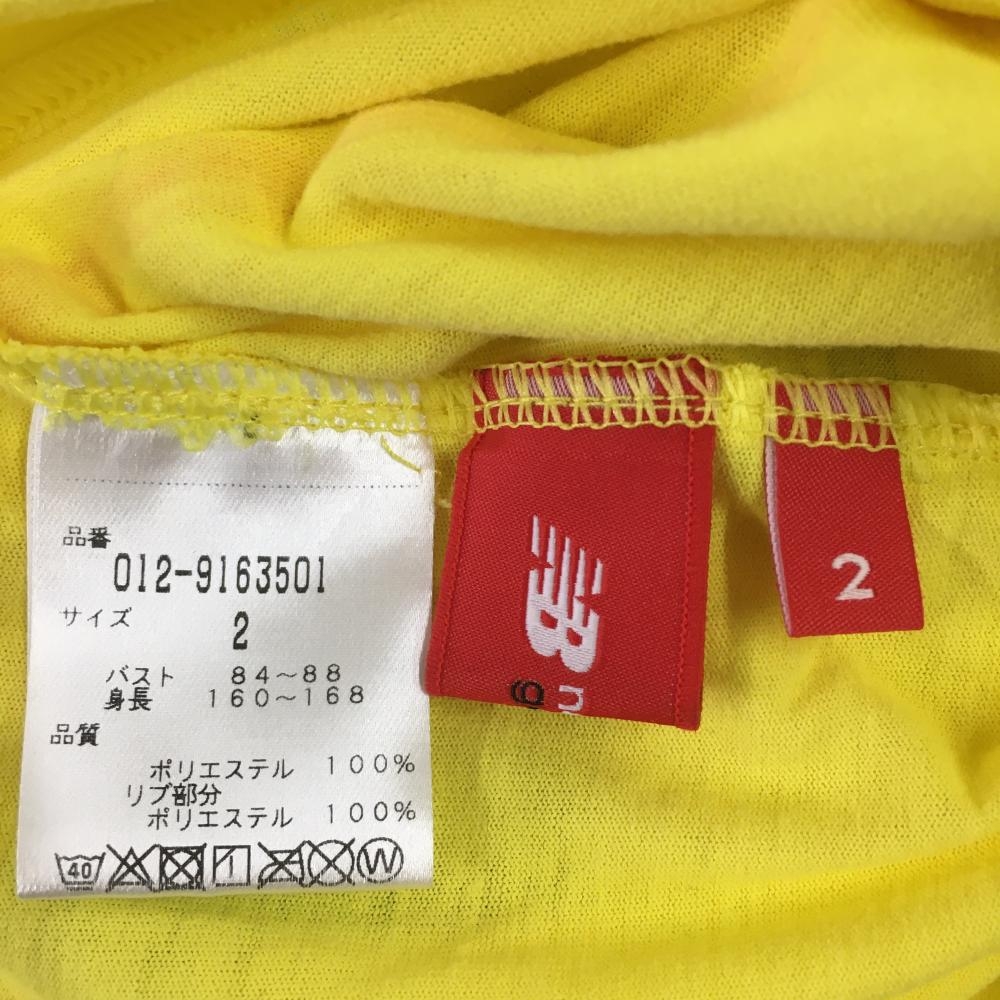 品番
012-9163501
サイズ
2
バスト 84～88
身長 160～168
品質
ポリエステル 100%
リブ部分
ポリエステル 100%
40
W
2